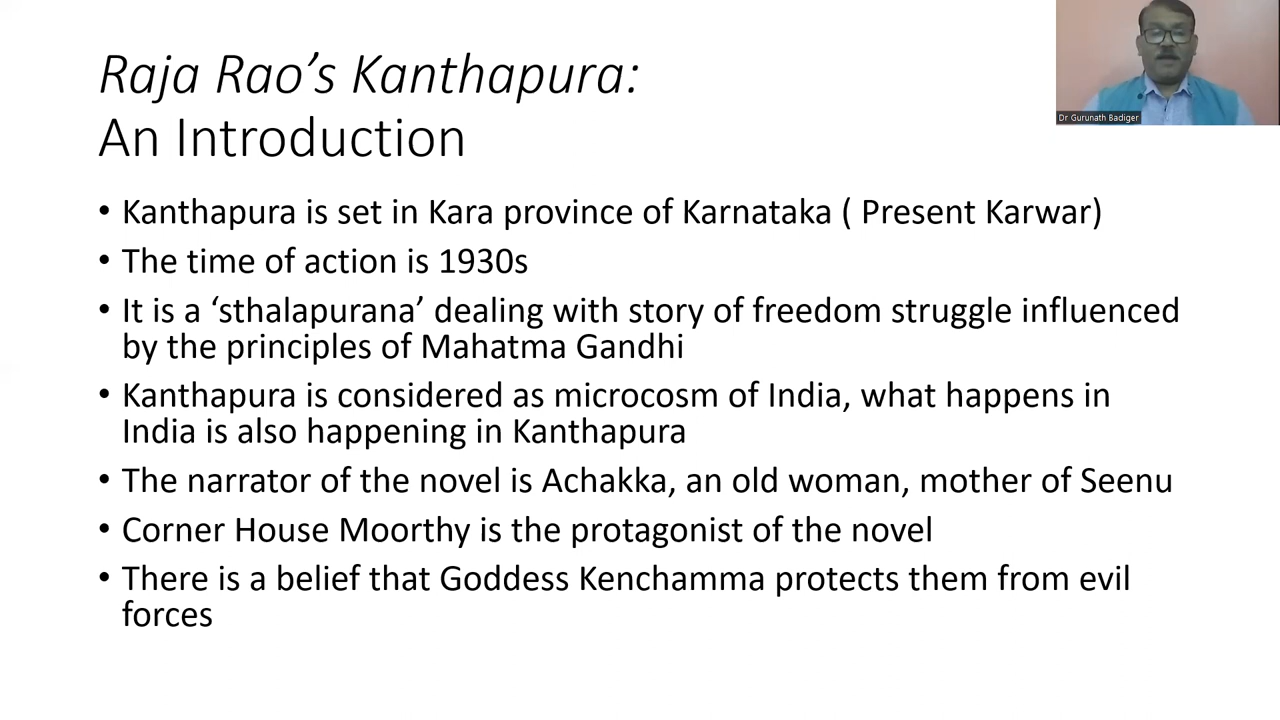 Raja Rao’s Kanthapura:
An Introduction
Dr Gurunath Badiger
• Kanthapura is set in Kara province of Karnataka ( Present Karwar)
• The time of action is 1930s
• It is a ‘sthalapurana’ dealing with story of freedom struggle influenced
by the principles of Mahatma Gandhi
• Kanthapura is considered as microcosm of India, what happens in
India is also happening in Kanthapura
• The narrator of the novel is Achakka, an old woman, mother of Seenu
• Corner House Moorthy is the protagonist of the novel
• There is a belief that Goddess Kenchamma protects them from evil
forces